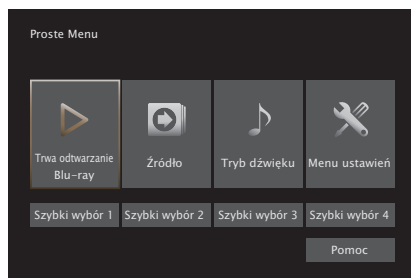 Proste Menu
Trwa odtwarzanie
Blu-ray
Źródło
Tryb dźwięku
Menu ustawień
Szybki wybór 1
Szybki wybór 2
Szybki wybór 3
Szybki wybór 4
Pomoc